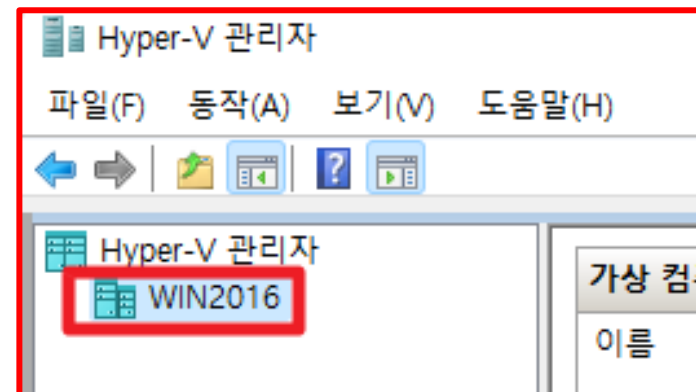 Hyper-V 관리자
파일(F) 동작(A) 보기(V) 도움말(H)
Hyper-V 관리자
WIN2016
가상
이름